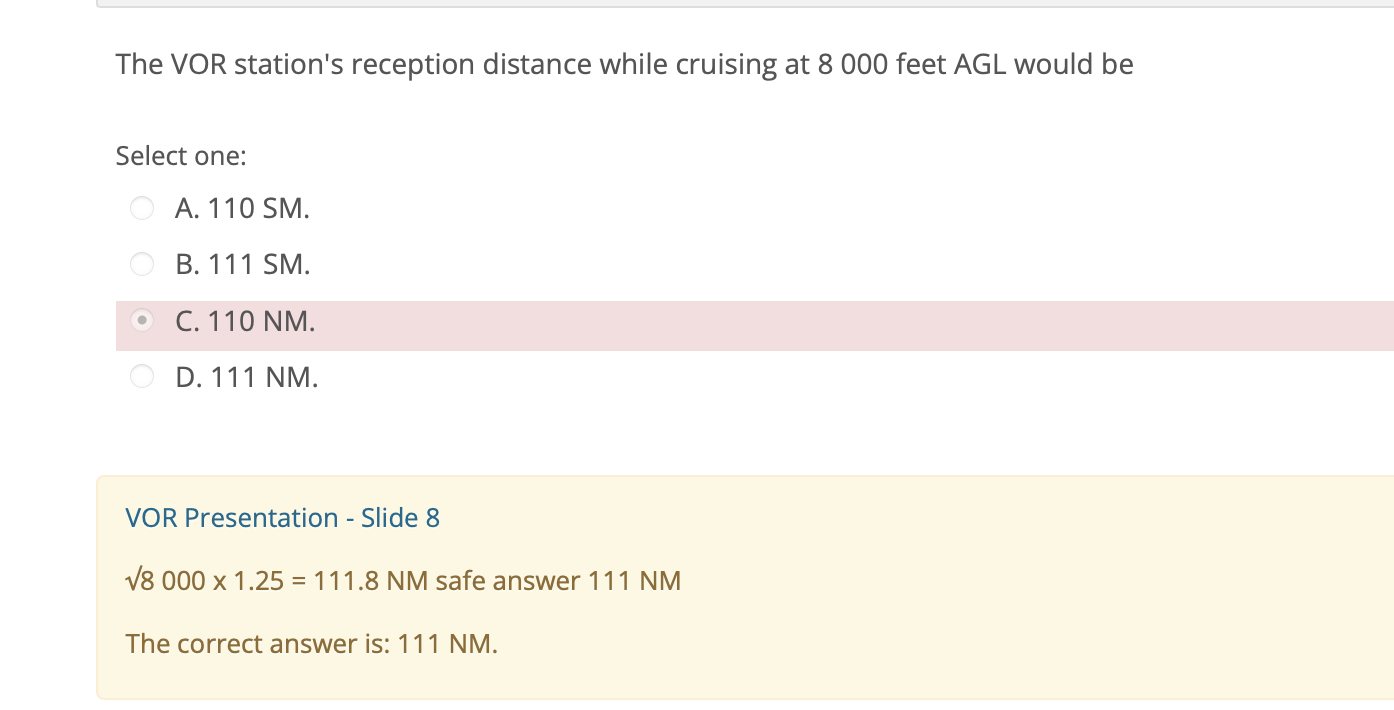 The VOR station's reception distance while cruising at 8 000 feet AGL would be
Select one:
A. 110 SM.
B. 111 SM.
C. 110 NM.
D. 111 NM.
VOR Presentation - Slide 8
√8 000 x 1.25 = 111.8 NM safe answer 111 NM
The correct answer is: 111 NM.